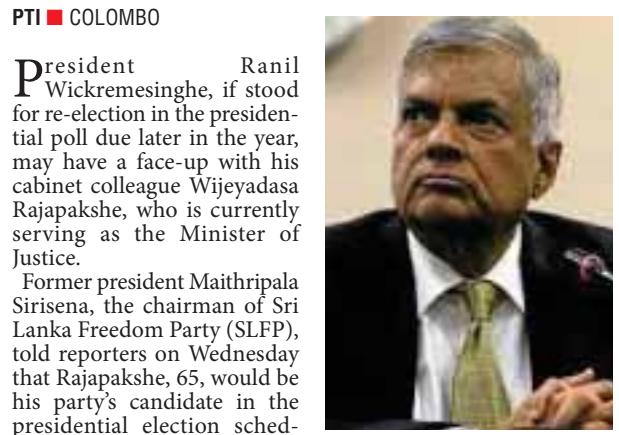 PTI ■ COLOMBO
President Ranil
Wickremesinghe, if stood
for re-election in the presiden-
tial poll due later in the year,
may have a face-up with his
cabinet colleague Wijeyadasa
Rajapakshe, who is currently
serving as the Minister of
Justice.
Former president Maithripala
Sirisena, the chairman of Sri
Lanka Freedom Party (SLFP),
told reporters on Wednesday
that Rajapakshe, 65, would be
his party's candidate in the
presidential election sched-